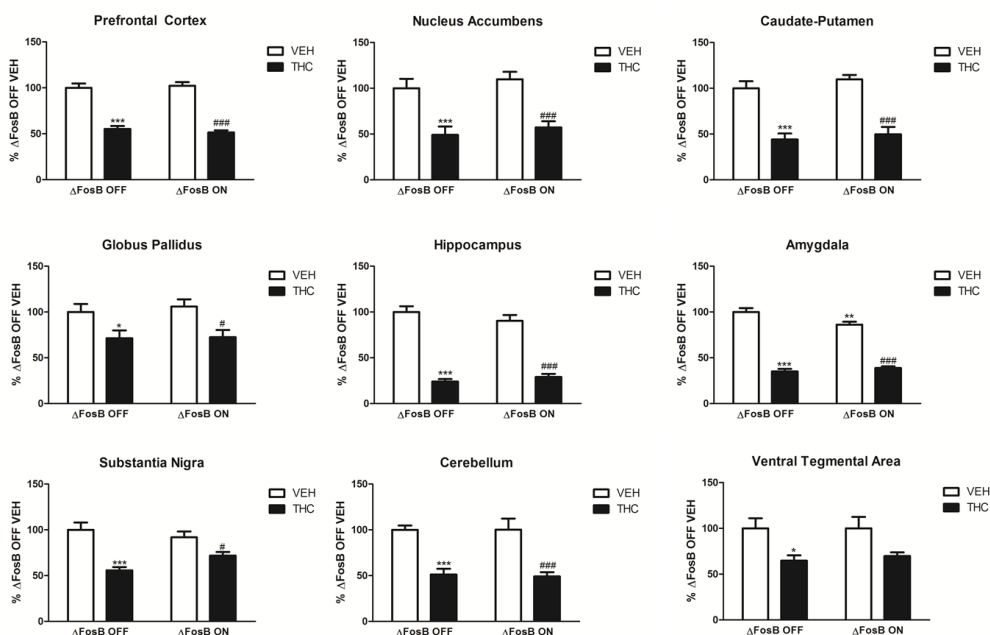 Prefrontal Cortex
150
100
50
0
% ΔFosB OFF VEH
VEH
THC
***
###
ΔFosB OFF
ΔFosB ON
Nucleus Accumbens
150
100
50
0
% ΔFosB OFF VEH
VEH
THC
***
###
ΔFosB OFF
ΔFosB ON
Caudate-Putamen
150
100
50
0
% ΔFosB OFF VEH
VEH
THC
***
###
ΔFosB OFF
ΔFosB ON
Globus Pallidus
150
100
50
0
% ΔFosB OFF VEH
VEH
THC
*
#
ΔFosB OFF
ΔFosB ON
Hippocampus
150
100
50
0
% ΔFosB OFF VEH
VEH
THC
***
###
ΔFosB OFF
ΔFosB ON
Amygdala
150
100
50
0
% ΔFosB OFF VEH
VEH
THC
***
**
###
ΔFosB OFF
ΔFosB ON
Substantia Nigra
150
100
50
0
% ΔFosB OFF VEH
VEH
THC
***
#
ΔFosB OFF
ΔFosB ON
Cerebellum
150
100
50
0
% ΔFosB OFF VEH
VEH
THC
***
###
ΔFosB OFF
ΔFosB ON
Ventral Tegmental Area
150
100
50
0
% ΔFosB OFF VEH
VEH
THC
*
ΔFosB OFF
ΔFosB ON